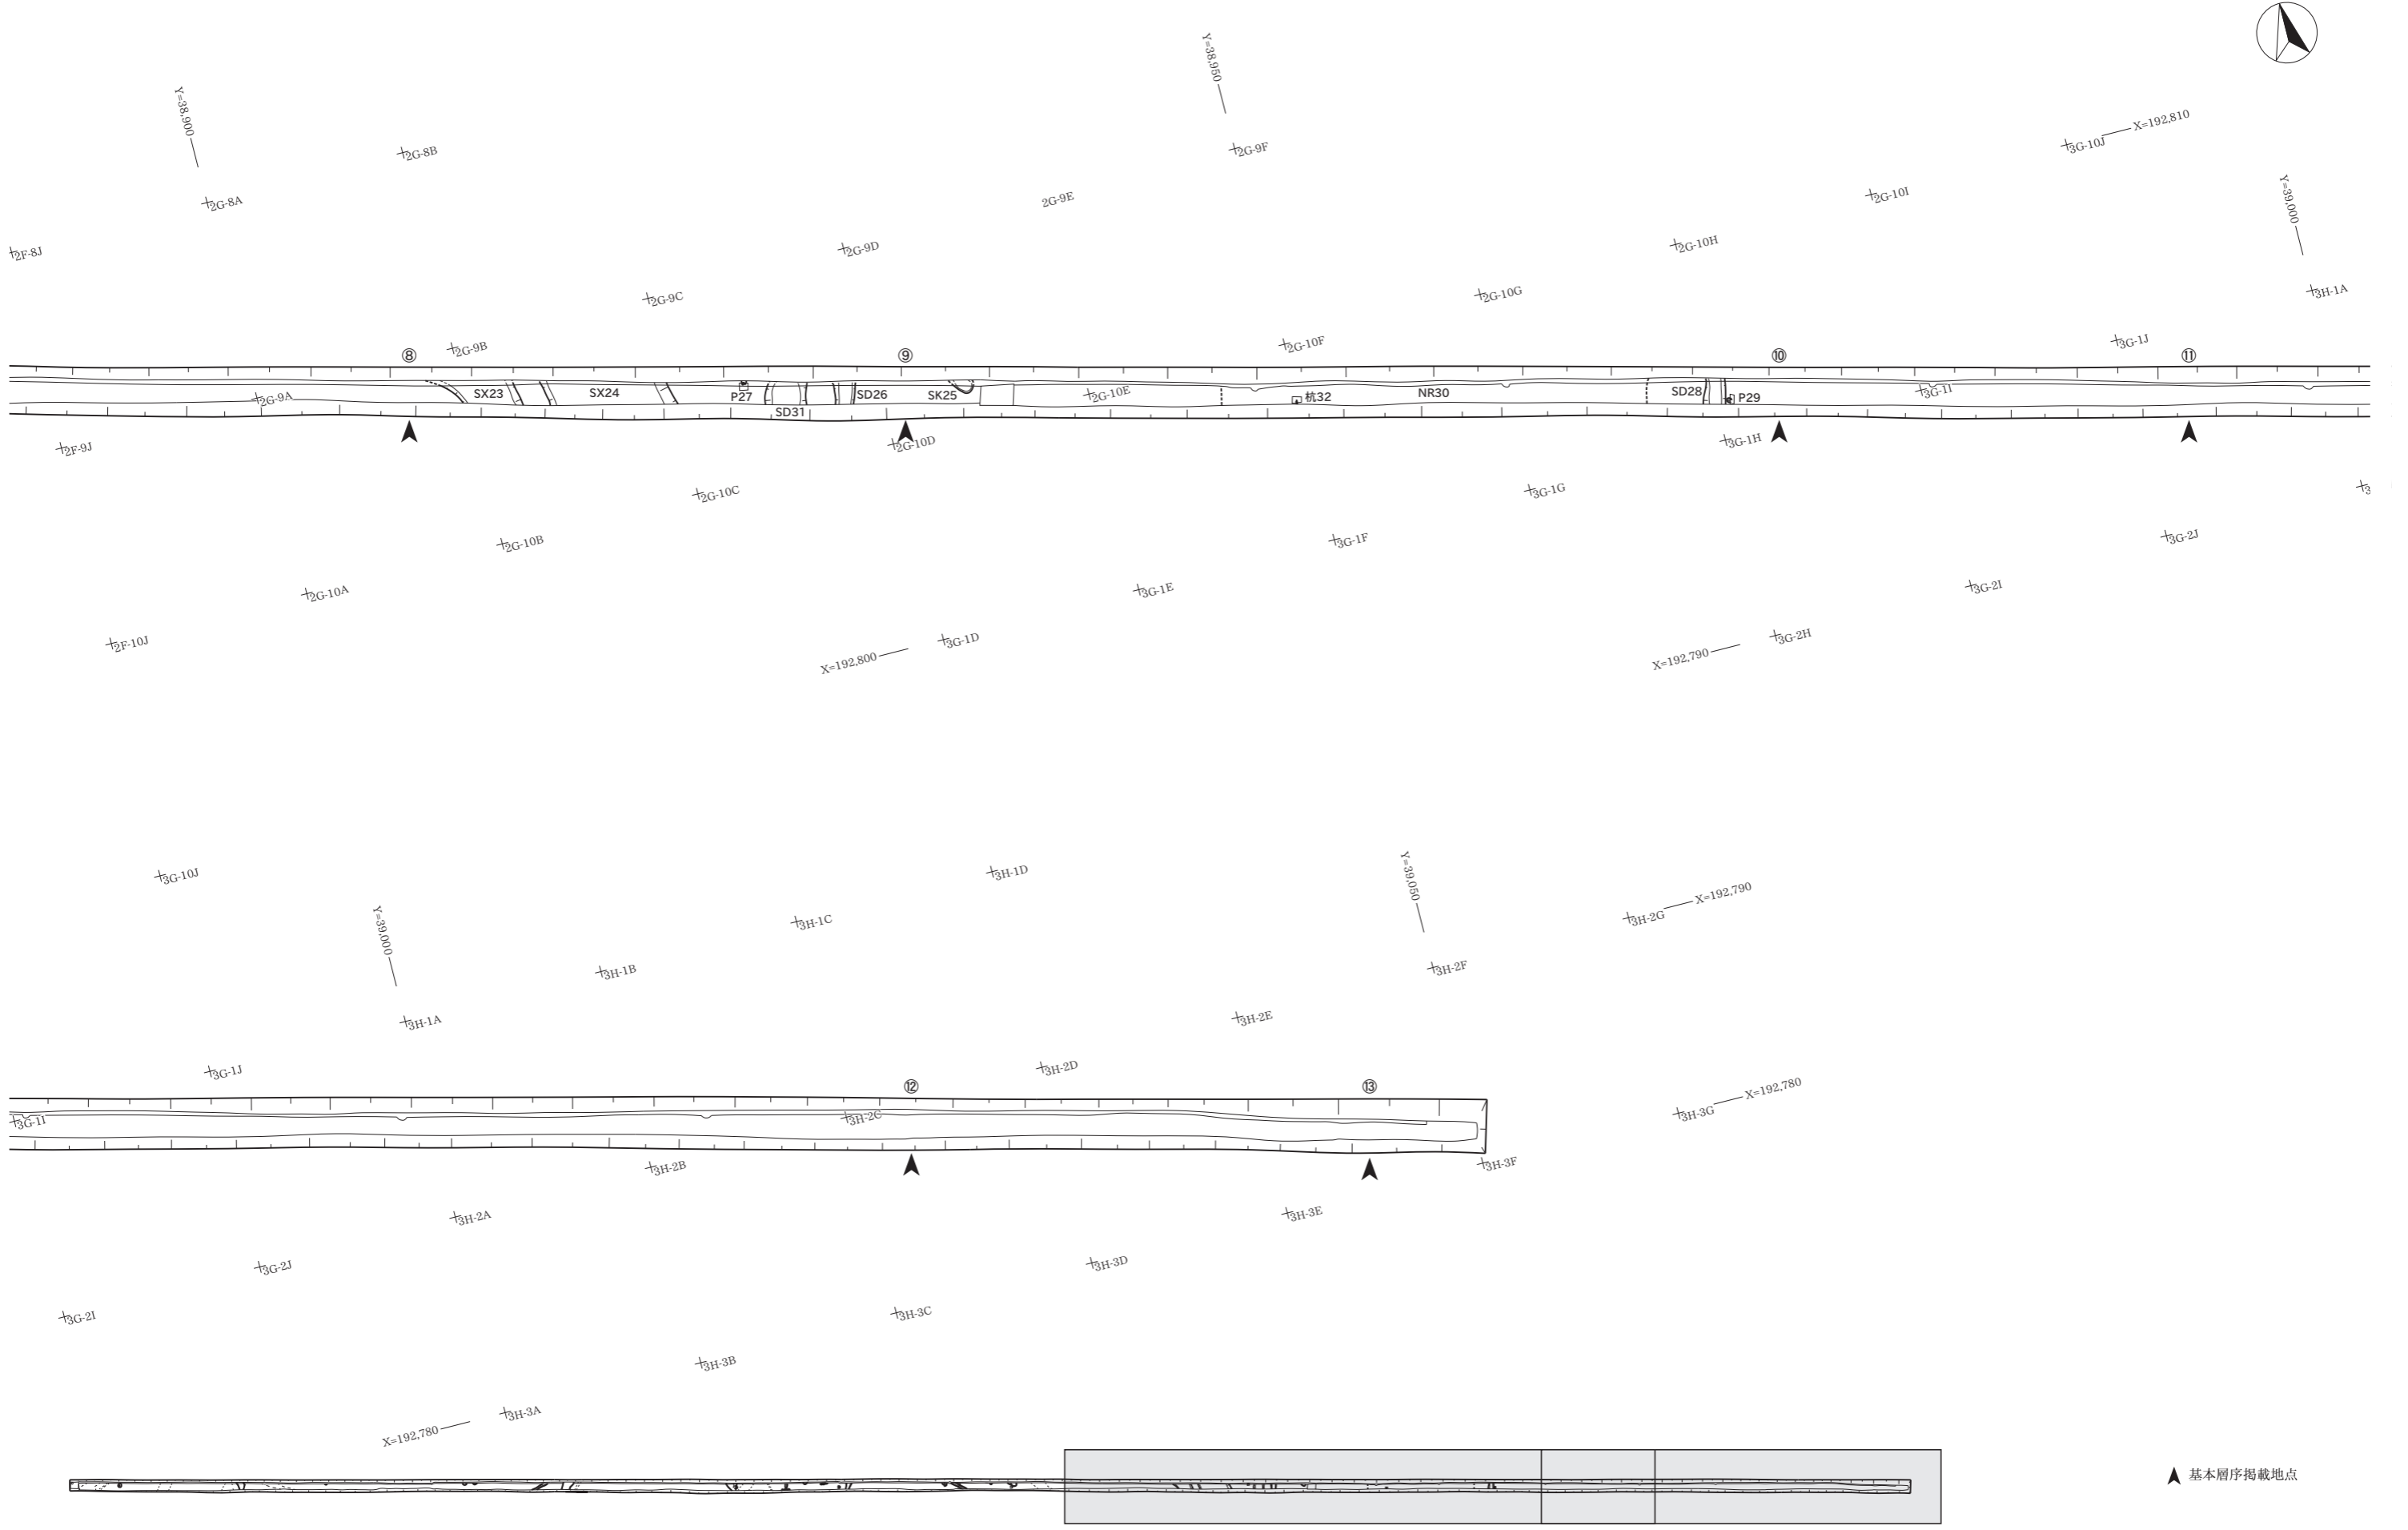 Y=38,950
Y=38,900
X=192,810
2G-8B
2G-9F
3G-10J
2G-8A
2G-9E
2G-10I
Y=39,000
2F-8J
2G-9D
2G-10H
2G-9C
2G-10G
3H-1A
2G-9B
2G-10F
3G-1J
⑧
⑨
⑩
⑪
2G-9A
SX23
SX24
P27
SD31
SD26
SK25
2G-10E
杭32
NR30
SD28
P29
3G-1I
2F-9J
2G-10D
3G-1H
2G-10C
3G-1G
3
2G-10B
3G-1F
3G-2J
2G-10A
3G-1E
3G-2I
2F-10J
X=192,800
3G-1D
X=192,790
3G-2H
3G-10J
3H-1D
Y=39,050
X=192,790
Y=39,000
3H-1C
3H-2G
3H-1B
3H-2F
3H-1A
3H-2E
3G-1J
3H-2D
⑫
⑬
X=192,780
3G-1I
3H-2C
3H-3G
3H-2B
3H-3F
3H-2A
3H-3E
3G-2J
3H-3D
3G-2I
3H-3C
3H-3B
X=192,780
3H-3A
基本層序掲載地点